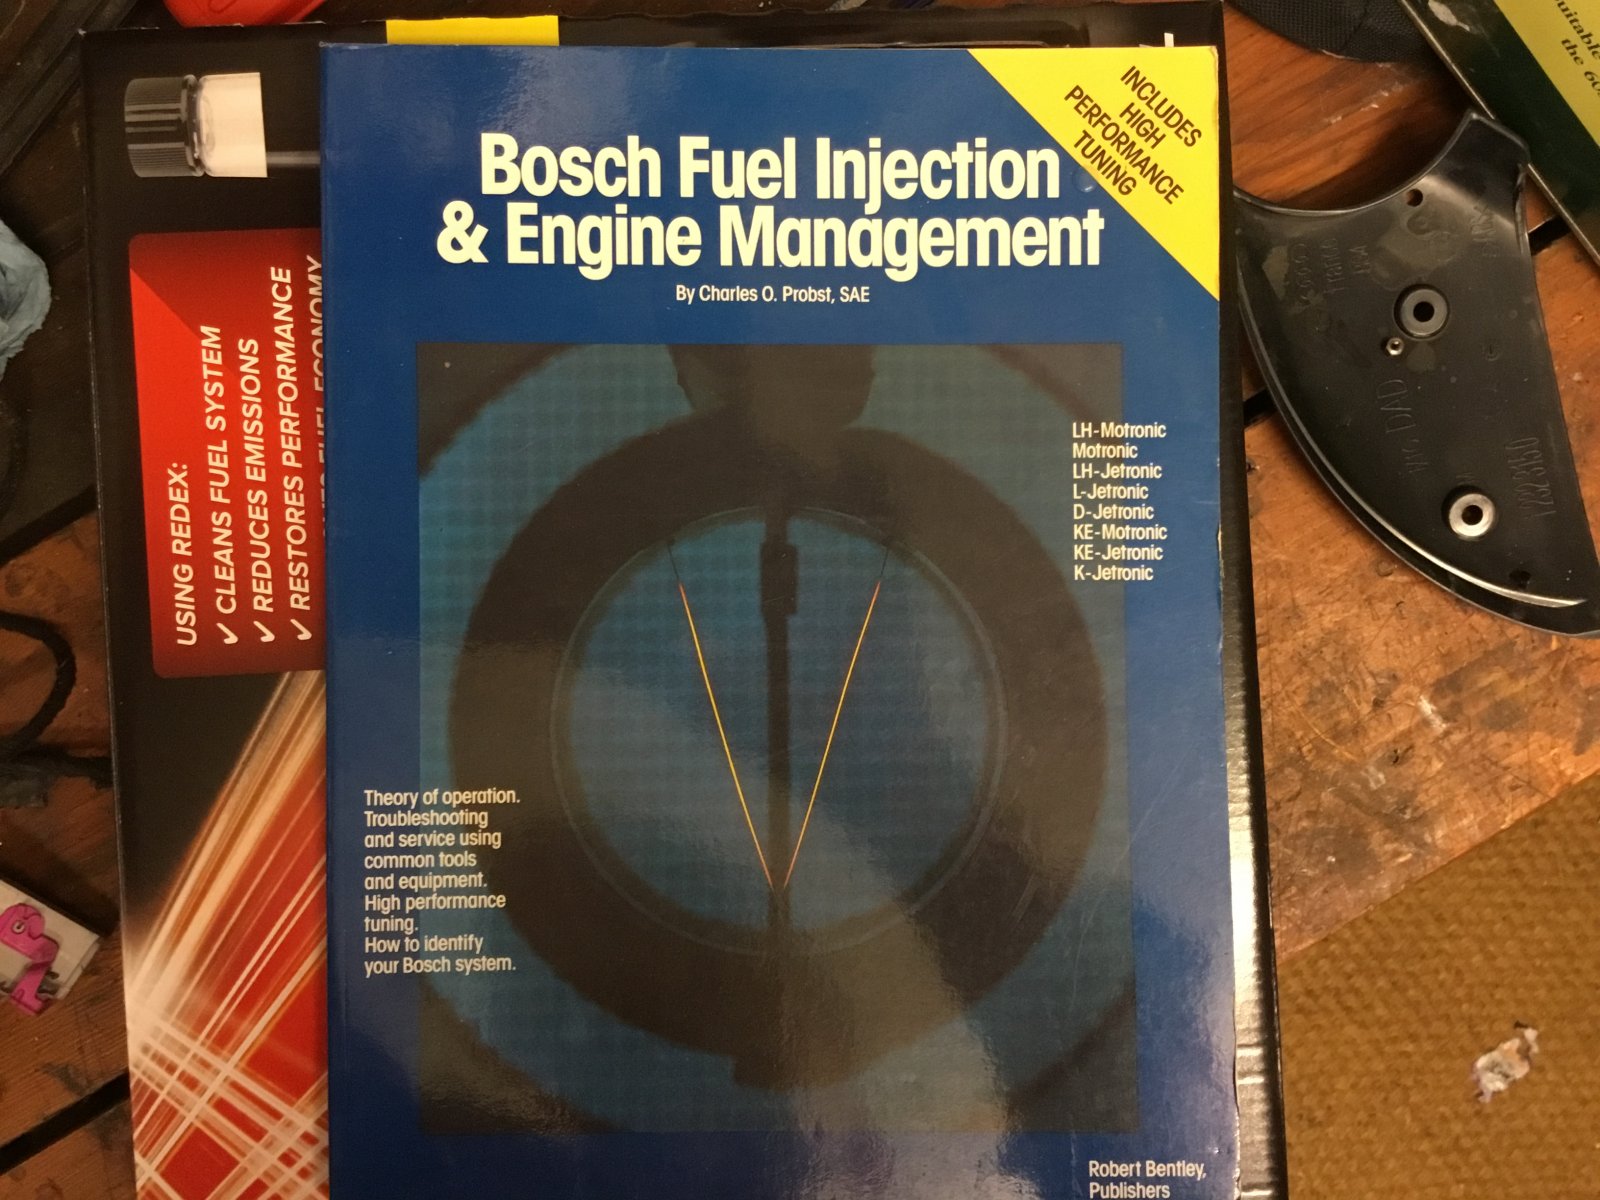 INCLUDES
HIGH
PERFORMANCE
TUNING
Bosch Fuel Injection
& Engine Management
By Charles O. Probst, SAE
LH-Motronic
Motronic
LH-Jetronic
L-Jetronic
D-Jetronic
KE-Motronic
KE-Jetronic
K-Jetronic
Theory of operation.
Troubleshooting
and service using
common tools
and equipment.
High performance
tuning.
How to identify
your Bosch system.
Robert Bentley,
Publishers
USING REDEX:
✓ CLEANS FUEL SYSTEM
✓ REDUCES EMISSIONS
✓ RESTORES PERFORMANCE
FUEL ECONOMY
the